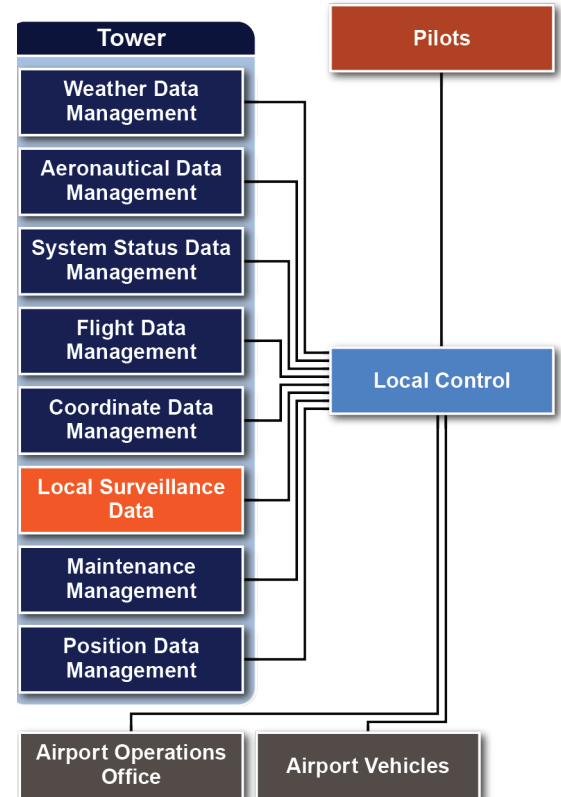 Tower
Pilots
Weather Data
Management
Aeronautical Data
Management
System Status Data
Management
Flight Data
Management
Local Control
Coordinate Data
Management
Local Surveillance
Data
Maintenance
Management
Position Data
Management
Airport Operations
Office
Airport Vehicles